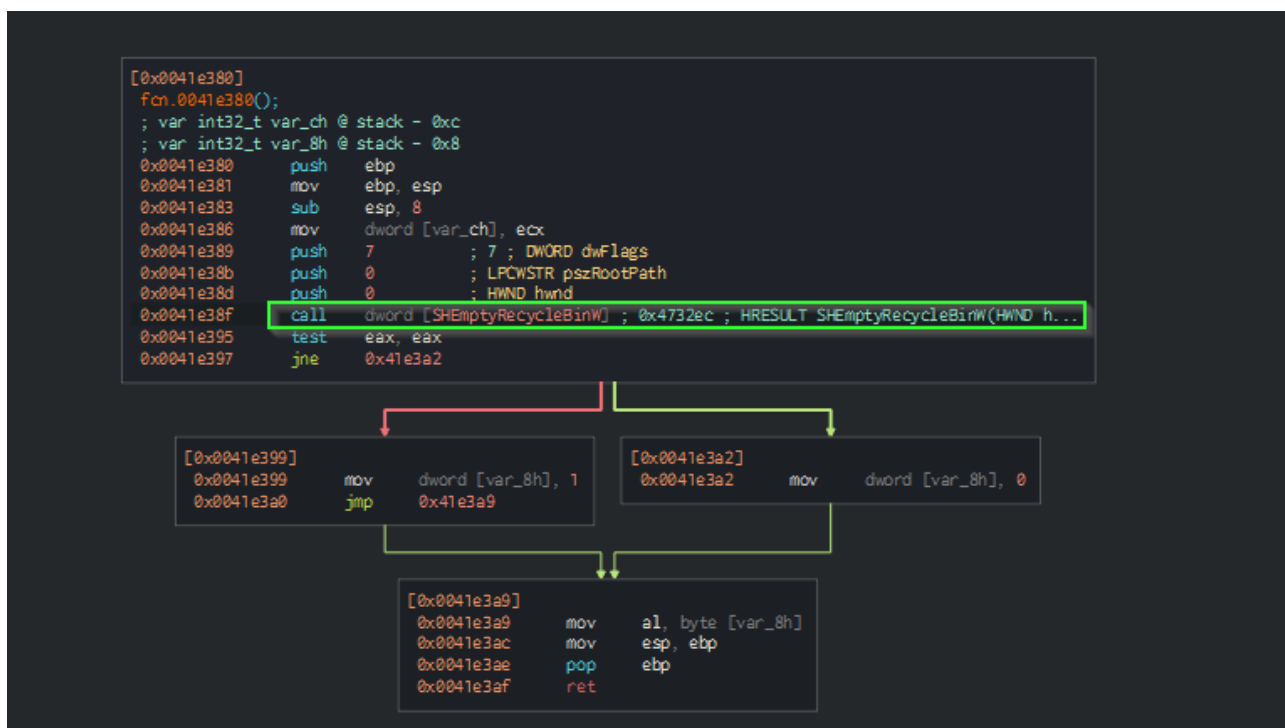 [0x0041e380]
fcn.0041e380();
; var int32_t var_ch @ stack - 0xc
; var int32_t var_8h @ stack - 0x8
0x0041e380 push ebp
0x0041e381 mov ebp, esp
0x0041e383 sub esp, 8
0x0041e386 mov dword [var_ch], ecx
0x0041e389 push 7 ; 7 ; DWORD dwFlags
0x0041e38b push 0 ; LPCWSTR pszRootPath
0x0041e38d push 0 ; HWND hwnd
0x0041e38f call dword [SHEmptyRecycleBinW] ; 0x4732ec ; HRESULT SHEmptyRecycleBinW(HWND h...
0x0041e395 test eax, eax
0x0041e397 jne 0x41e3a2
[0x0041e399]
0x0041e399 mov dword [var_8h], 1
0x0041e3a0 jmp 0x41e3a9
[0x0041e3a2]
0x0041e3a2 mov dword [var_8h], 0
[0x0041e3a9]
0x0041e3a9 mov al, byte [var_8h]
0x0041e3ac mov esp, ebp
0x0041e3ae pop ebp
0x0041e3af ret